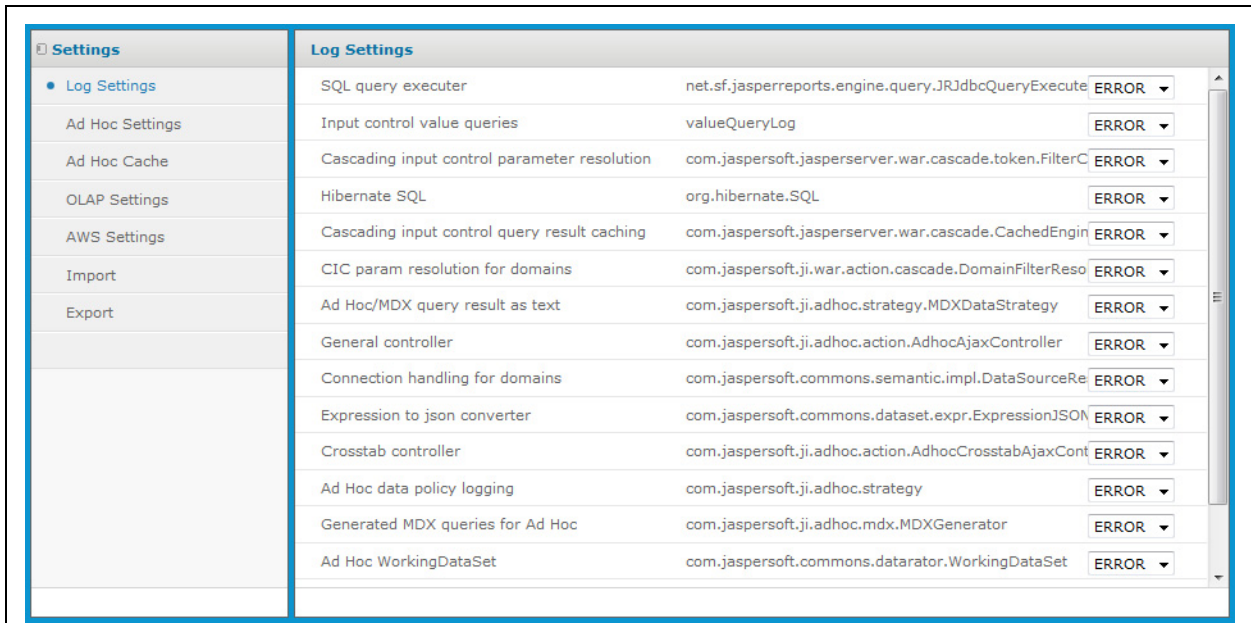 Settings
Log Settings
Ad Hoc Settings
Ad Hoc Cache
OLAP Settings
AWS Settings
Import
Export
Log Settings
SQL query executer net.sf.jasperreports.engine.query.JRJdbcQueryExecute ERROR
Input control value queries valueQueryLog ERROR
Cascading input control parameter resolution com.jaspersoft.jasperserver.war.cascade.token.FilterC ERROR
Hibernate SQL org.hibernate.SQL ERROR
Cascading input control query result caching com.jaspersoft.jasperserver.war.cascade.CachedEngin ERROR
CIC param resolution for domains com.jaspersoft.ji.war.action.cascade.DomainFilterReso ERROR
Ad Hoc/MDX query result as text com.jaspersoft.ji.adhoc.strategy.MDXDataStrategy ERROR
General controller com.jaspersoft.ji.adhoc.action.AdhocAjaxController ERROR
Connection handling for domains com.jaspersoft.commons.semantic.impl.DataSourceRe ERROR
Expression to json converter com.jaspersoft.commons.dataset.expr.ExpressionJSON ERROR
Crosstab controller com.jaspersoft.ji.adhoc.action.AdhocCrosstabAjaxCont ERROR
Ad Hoc data policy logging com.jaspersoft.ji.adhoc.strategy ERROR
Generated MDX queries for Ad Hoc com.jaspersoft.ji.adhoc.mdx.MDXGenerator ERROR
Ad Hoc WorkingDataSet com.jaspersoft.commons.datarator.WorkingDataSet ERROR